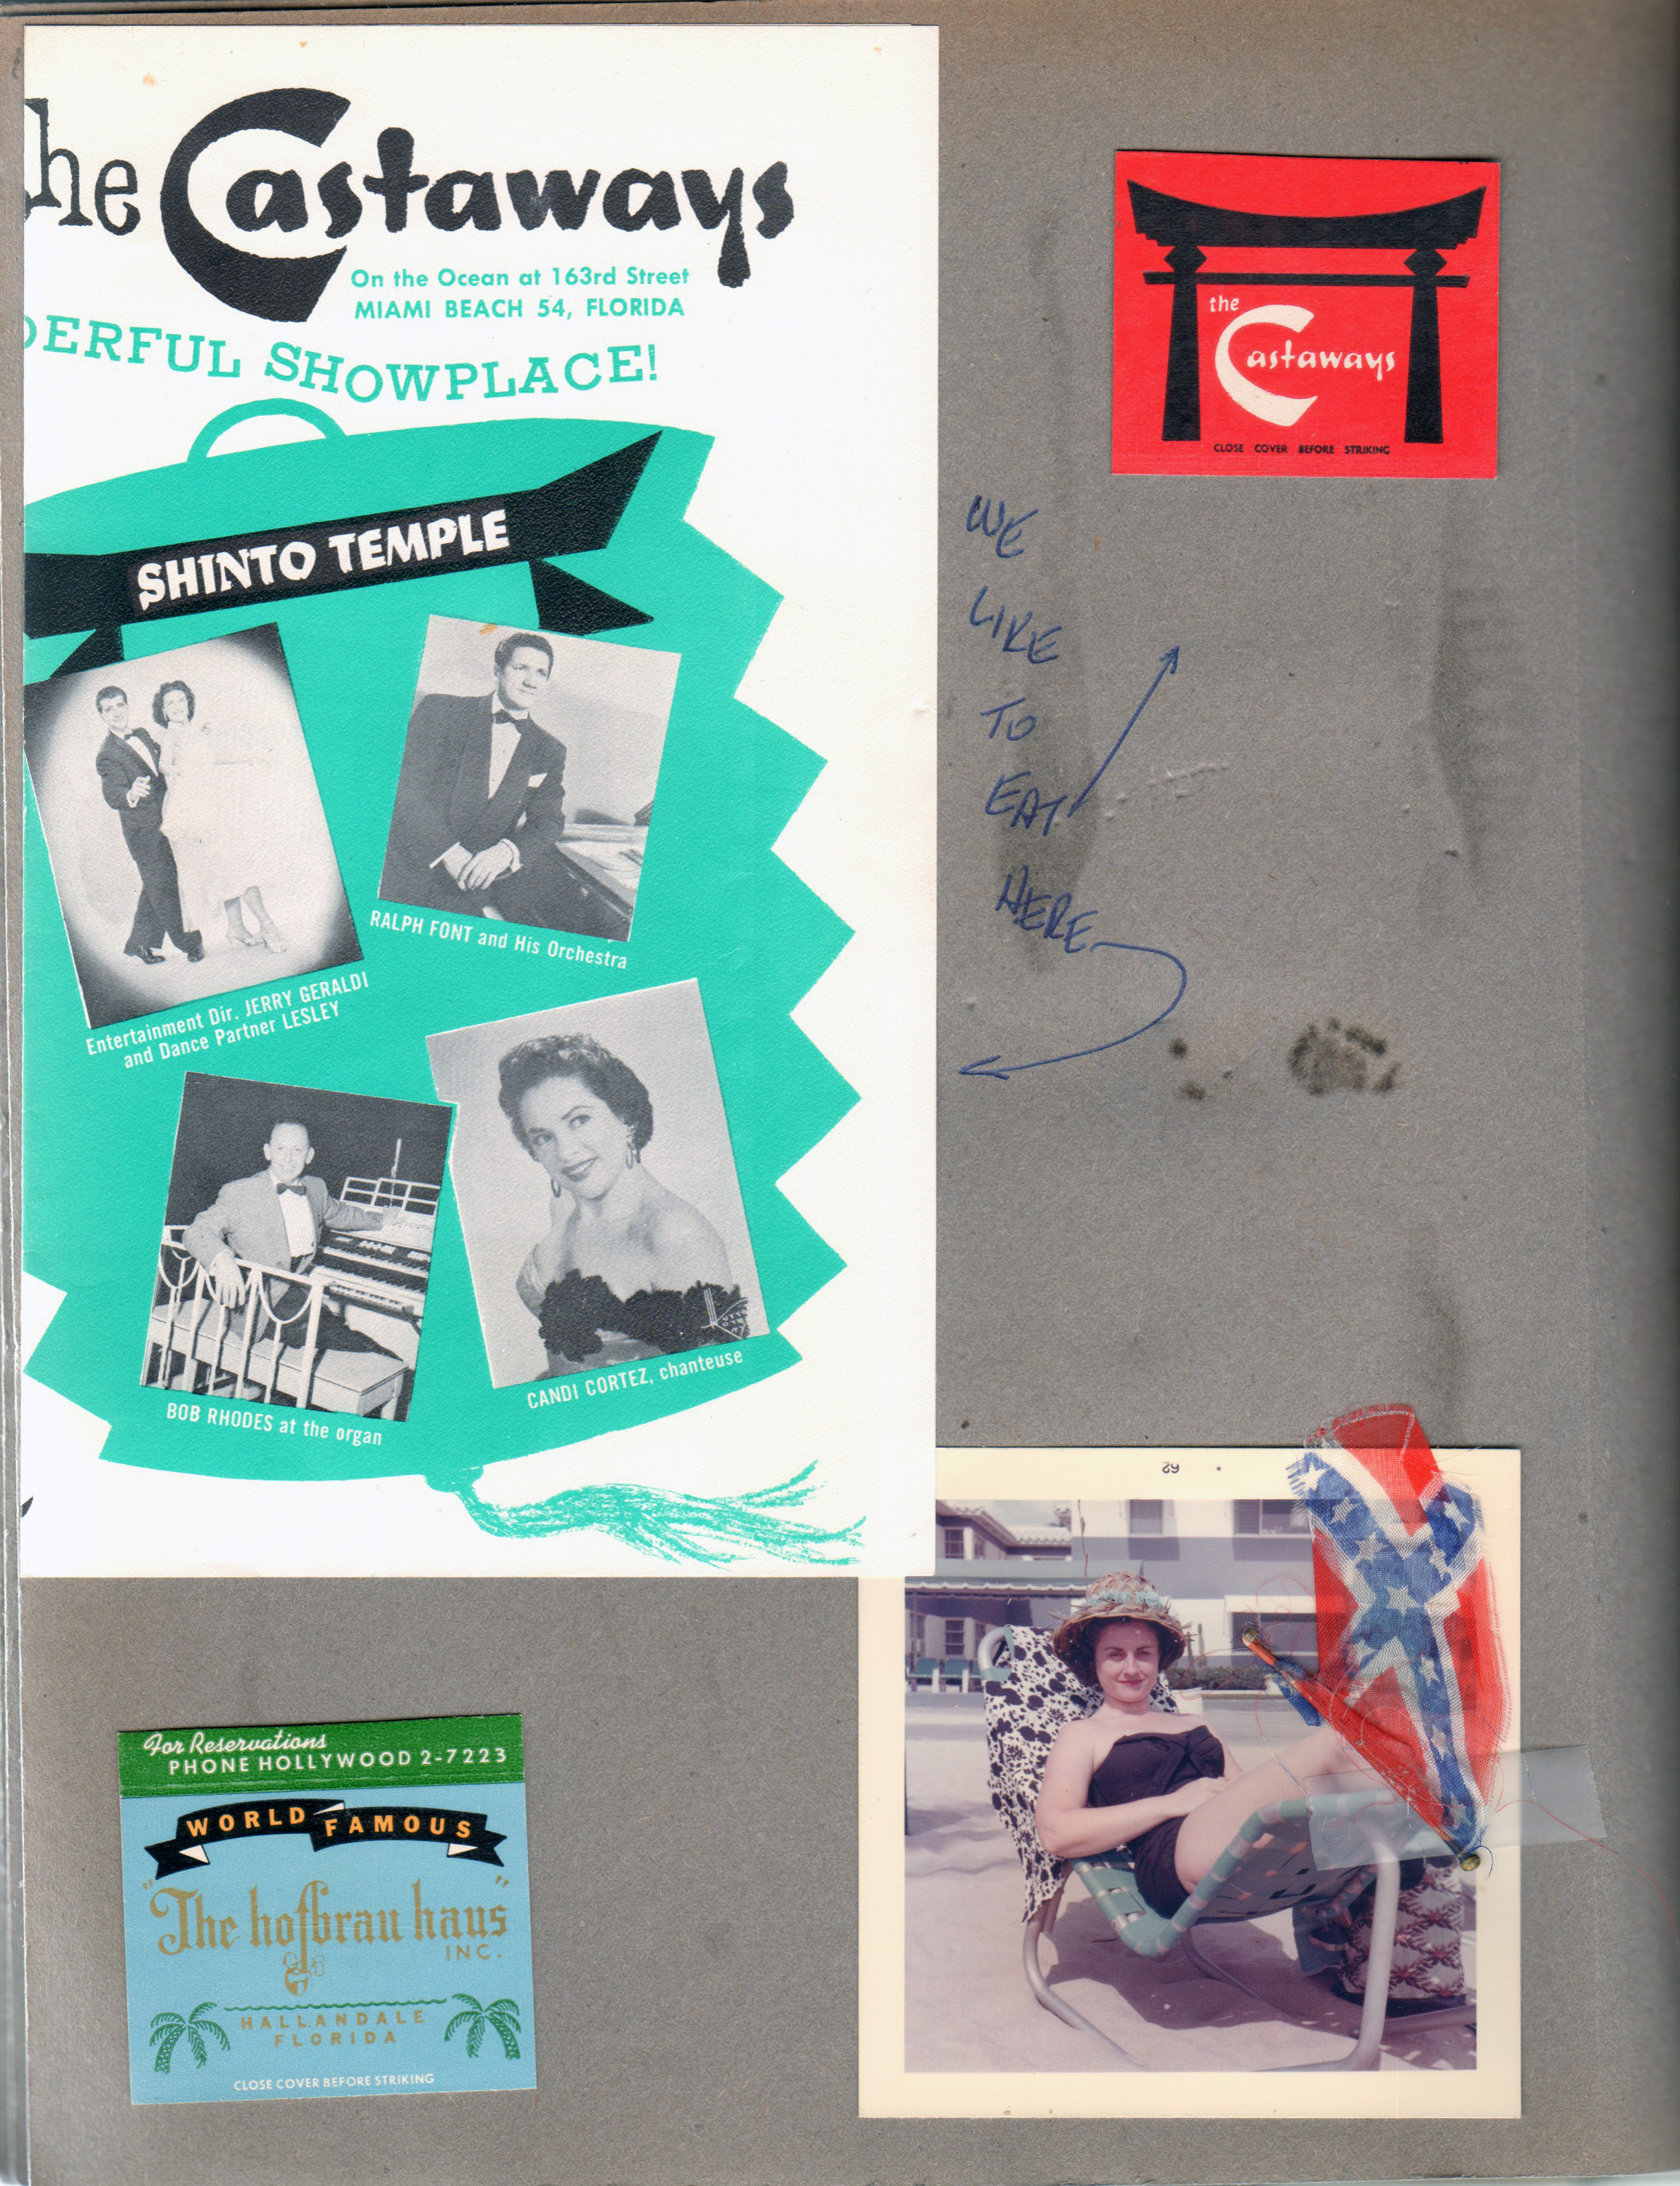 the Castaways
On the Ocean at 163rd Street
MIAMI BEACH 54, FLORIDA
DERFUL SHOWPLACE!
SHINTO TEMPLE
Entertainment Dir. JERRY GERALDI
and Dance Partner LESLEY
RALPH FONT and His Orchestra
BOB RHODES at the organ
CANDI CORTEZ, chanteuse
the
Castaways
CLOSE COVER BEFORE STRIKING
WE
LIKE
TO
EAT
HERE
62
For Reservations
PHONE HOLLYWOOD 2-7223
WORLD FAMOUS
"The hofbrau haus"
INC.
HALLANDALE
FLORIDA
CLOSE COVER BEFORE STRIKING